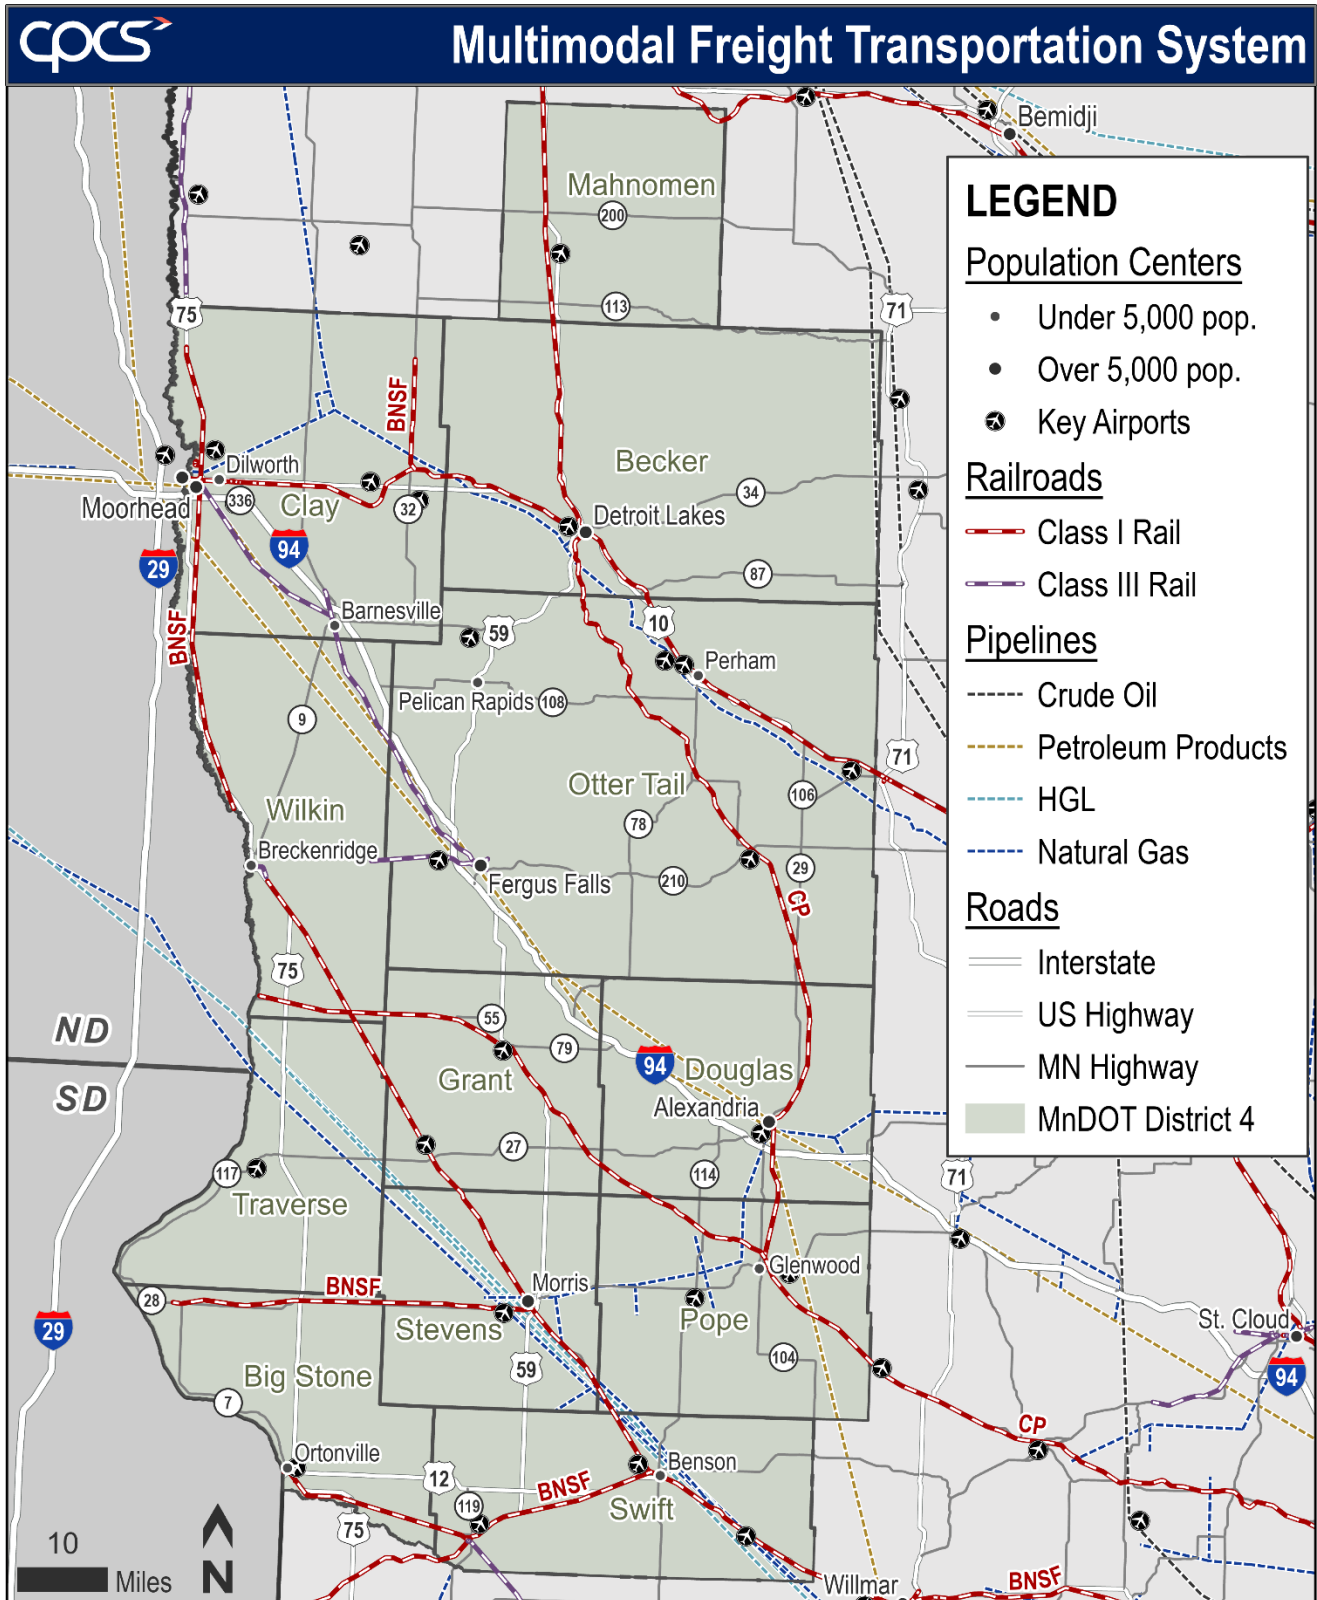 cpcs
Multimodal Freight Transportation System
Bemidji
Mahnomen
200
113
75
71
LEGEND
Population Centers
Under 5,000 pop.
Over 5,000 pop.
Key Airports
Railroads
Class I Rail
Class III Rail
Pipelines
Crude Oil
Petroleum Products
HGL
Natural Gas
Roads
Interstate
US Highway
MN Highway
MnDOT District 4
BNSF
Becker
Dilworth
Moorhead
336
Clay
32
34
Detroit Lakes
94
29
87
BNSF
Barnesville
59
10
Perham
Pelican Rapids
108
9
71
Otter Tail
106
Wilkin
78
Breckenridge
Fergus Falls
210
29
CP
75
ND
SD
55
79
Grant
94
Douglas
Alexandria
27
117
114
71
Traverse
Glenwood
Morris
BNSF
28
29
Stevens
Pope
St. Cloud
59
104
94
Big Stone
7
CP
Ortonville
12
Benson
BNSF
119
Swift
75
10
Miles
N
Willmar
BNSF